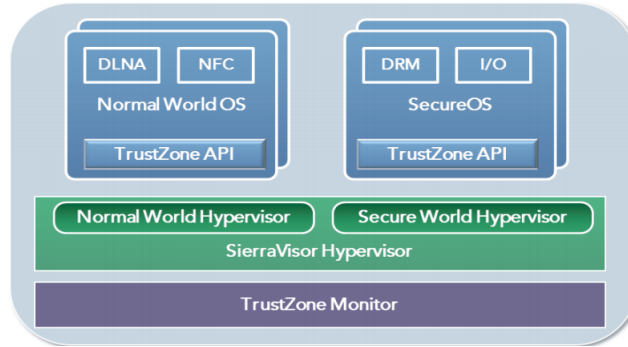 DLNA
NFC
Normal World OS
TrustZone API
DRM
I/O
SecureOS
TrustZone API
Normal World Hypervisor
Secure World Hypervisor
SierraVisor Hypervisor
TrustZone Monitor